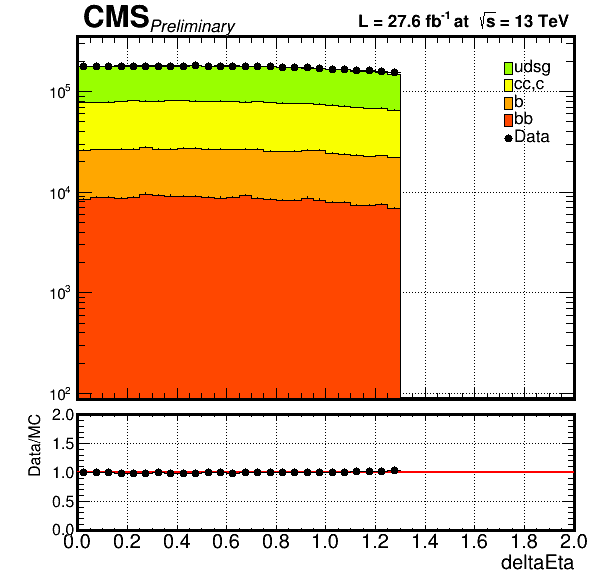 CMS Preliminary L = 27.6 fb⁻¹ at √s = 13 TeV
udsg
cc,c
b
bb
Data
10⁵
10⁴
10³
10²
Data/MC
2.0
1.5
1.0
0.5
0.0
0.0 0.2 0.4 0.6 0.8 1.0 1.2 1.4 1.6 1.8 2.0
deltaEta